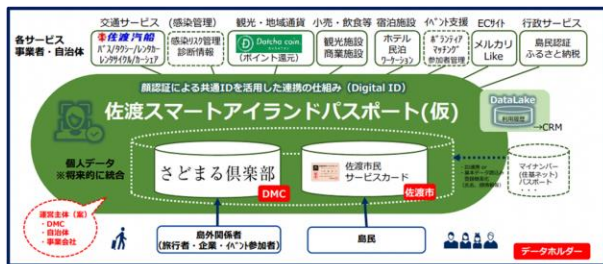 各サービス
事業者・自治体
交通サービス
佐渡汽船
バス/タクシー/レンタカー
レンタサイクル/カーシェア
(感染管理)
感染リスク管理
診断情報
観光・地域通貨
Datcha coin
(ポイント還元)
小売・飲食等
観光施設
商業施設
宿泊施設
ホテル
民泊
ワーケーション
イベント支援
ボランティア
マッチング
参加者管理
ECサイト
メルカリ
Like
行政サービス
島民認証
ふるさと納税
顔認証による共通IDを活用した連携の仕組み(Digital ID)
佐渡スマートアイランドパスポート(仮)
DataLake
利用履歴
→CRM
個人データ
※将来的に統合
さどまる倶楽部
DMC
佐渡市民
サービスカード
佐渡市
マイナンバー
(住基ネット)
パスポート
運営主体(案)
・DMC
・自治体
・事業会社
島外関係者
(旅行者・企業・イベント参加者)
島民
データホルダー